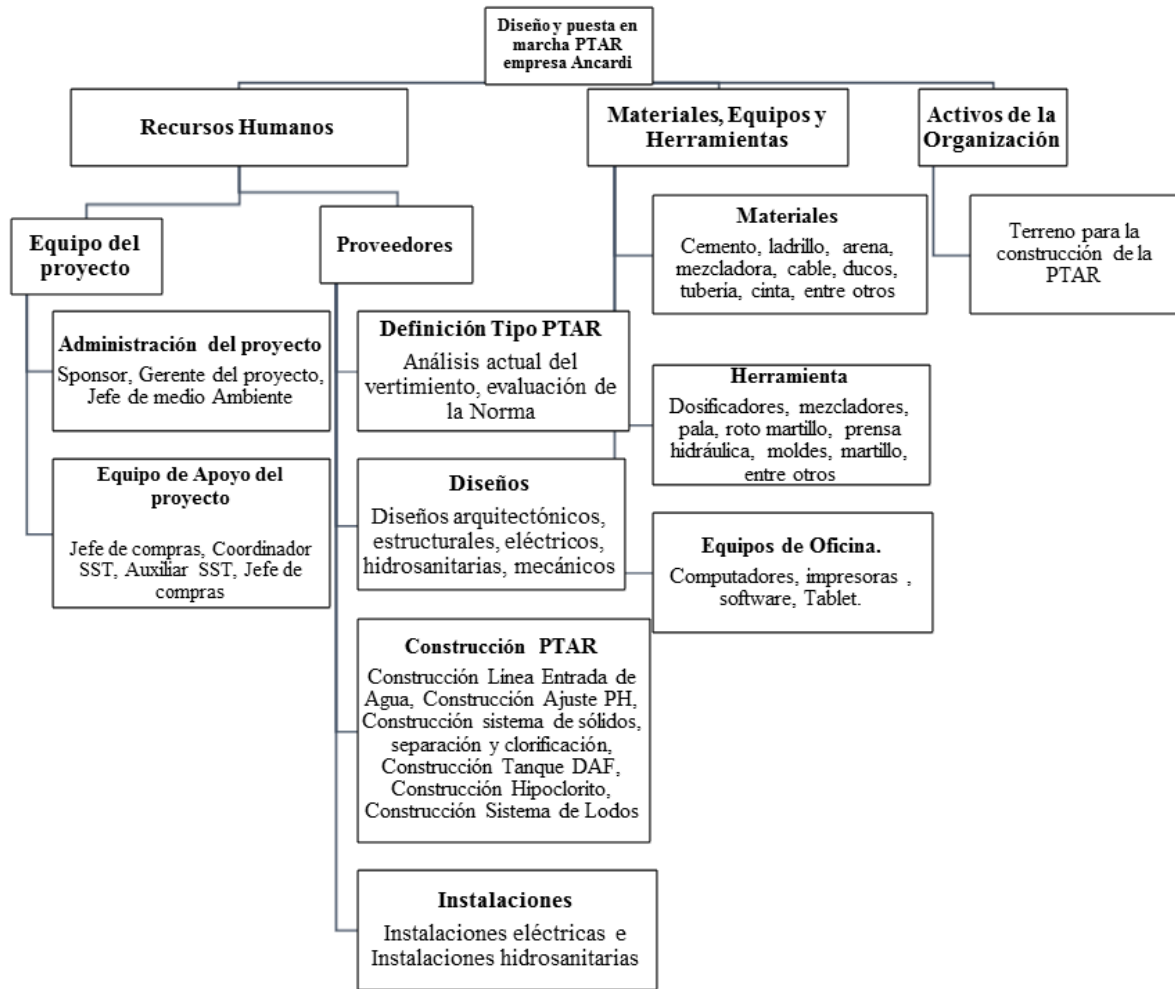 Diseño y puesta en
marcha PTAR
empresa Ancardi
Recursos Humanos
Materiales, Equipos y
Herramientas
Activos de la
Organización
Equipo del
proyecto
Proveedores
Materiales
Cemento, ladrillo, arena,
mezcladora, cable, ducos,
tubería, cinta, entre otros
Terreno para la
construcción de la
PTAR
Administración del proyecto
Sponsor, Gerente del proyecto,
Jefe de medio Ambiente
Definición Tipo PTAR
Análisis actual del
vertimiento, evaluación de
la Norma
Herramienta
Dosificadores, mezcladores,
pala, roto martillo, prensa
hidráulica, moldes, martillo,
entre otros
Equipo de Apoyo del
proyecto
Jefe de compras, Coordinador
SST, Auxiliar SST, Jefe de
compras
Diseños
Diseños arquitectónicos,
estructurales, eléctricos,
hidrosanitarias, mecánicos
Equipos de Oficina.
Computadores, impresoras ,
software, Tablet.
Construcción PTAR
Construcción Línea Entrada de
Agua, Construcción Ajuste PH,
Construcción sistema de sólidos,
separación y clorificación,
Construcción Tanque DAF,
Construcción Hipoclorito,
Construcción Sistema de Lodos
Instalaciones
Instalaciones eléctricas e
Instalaciones hidrosanitarias